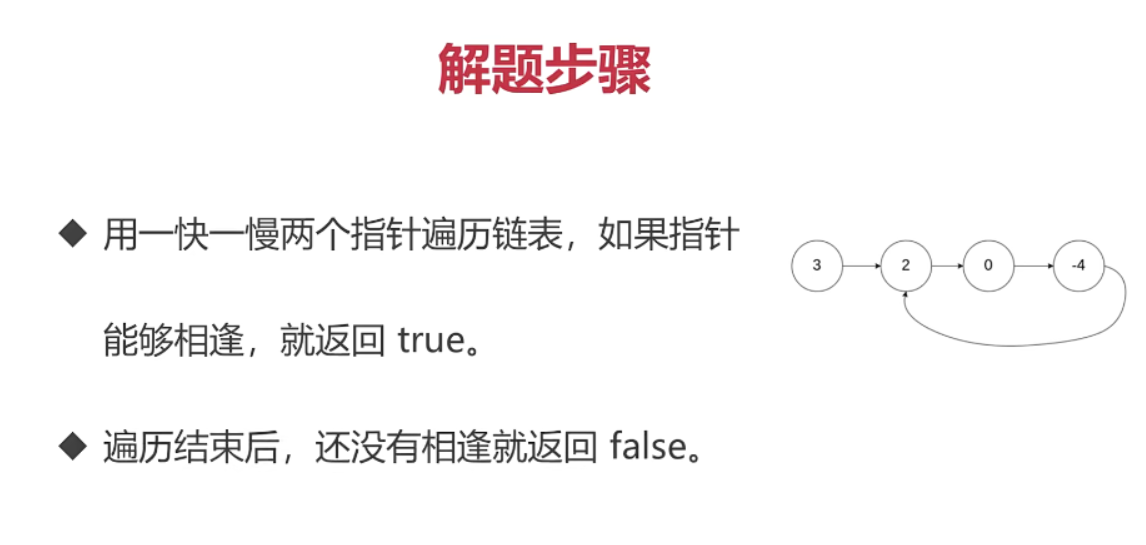 解题步骤
◆ 用一快一慢两个指针遍历链表，如果指针
能够相逢，就返回 true。
◆ 遍历结束后，还没有相逢就返回 false。
3 2 0 -4